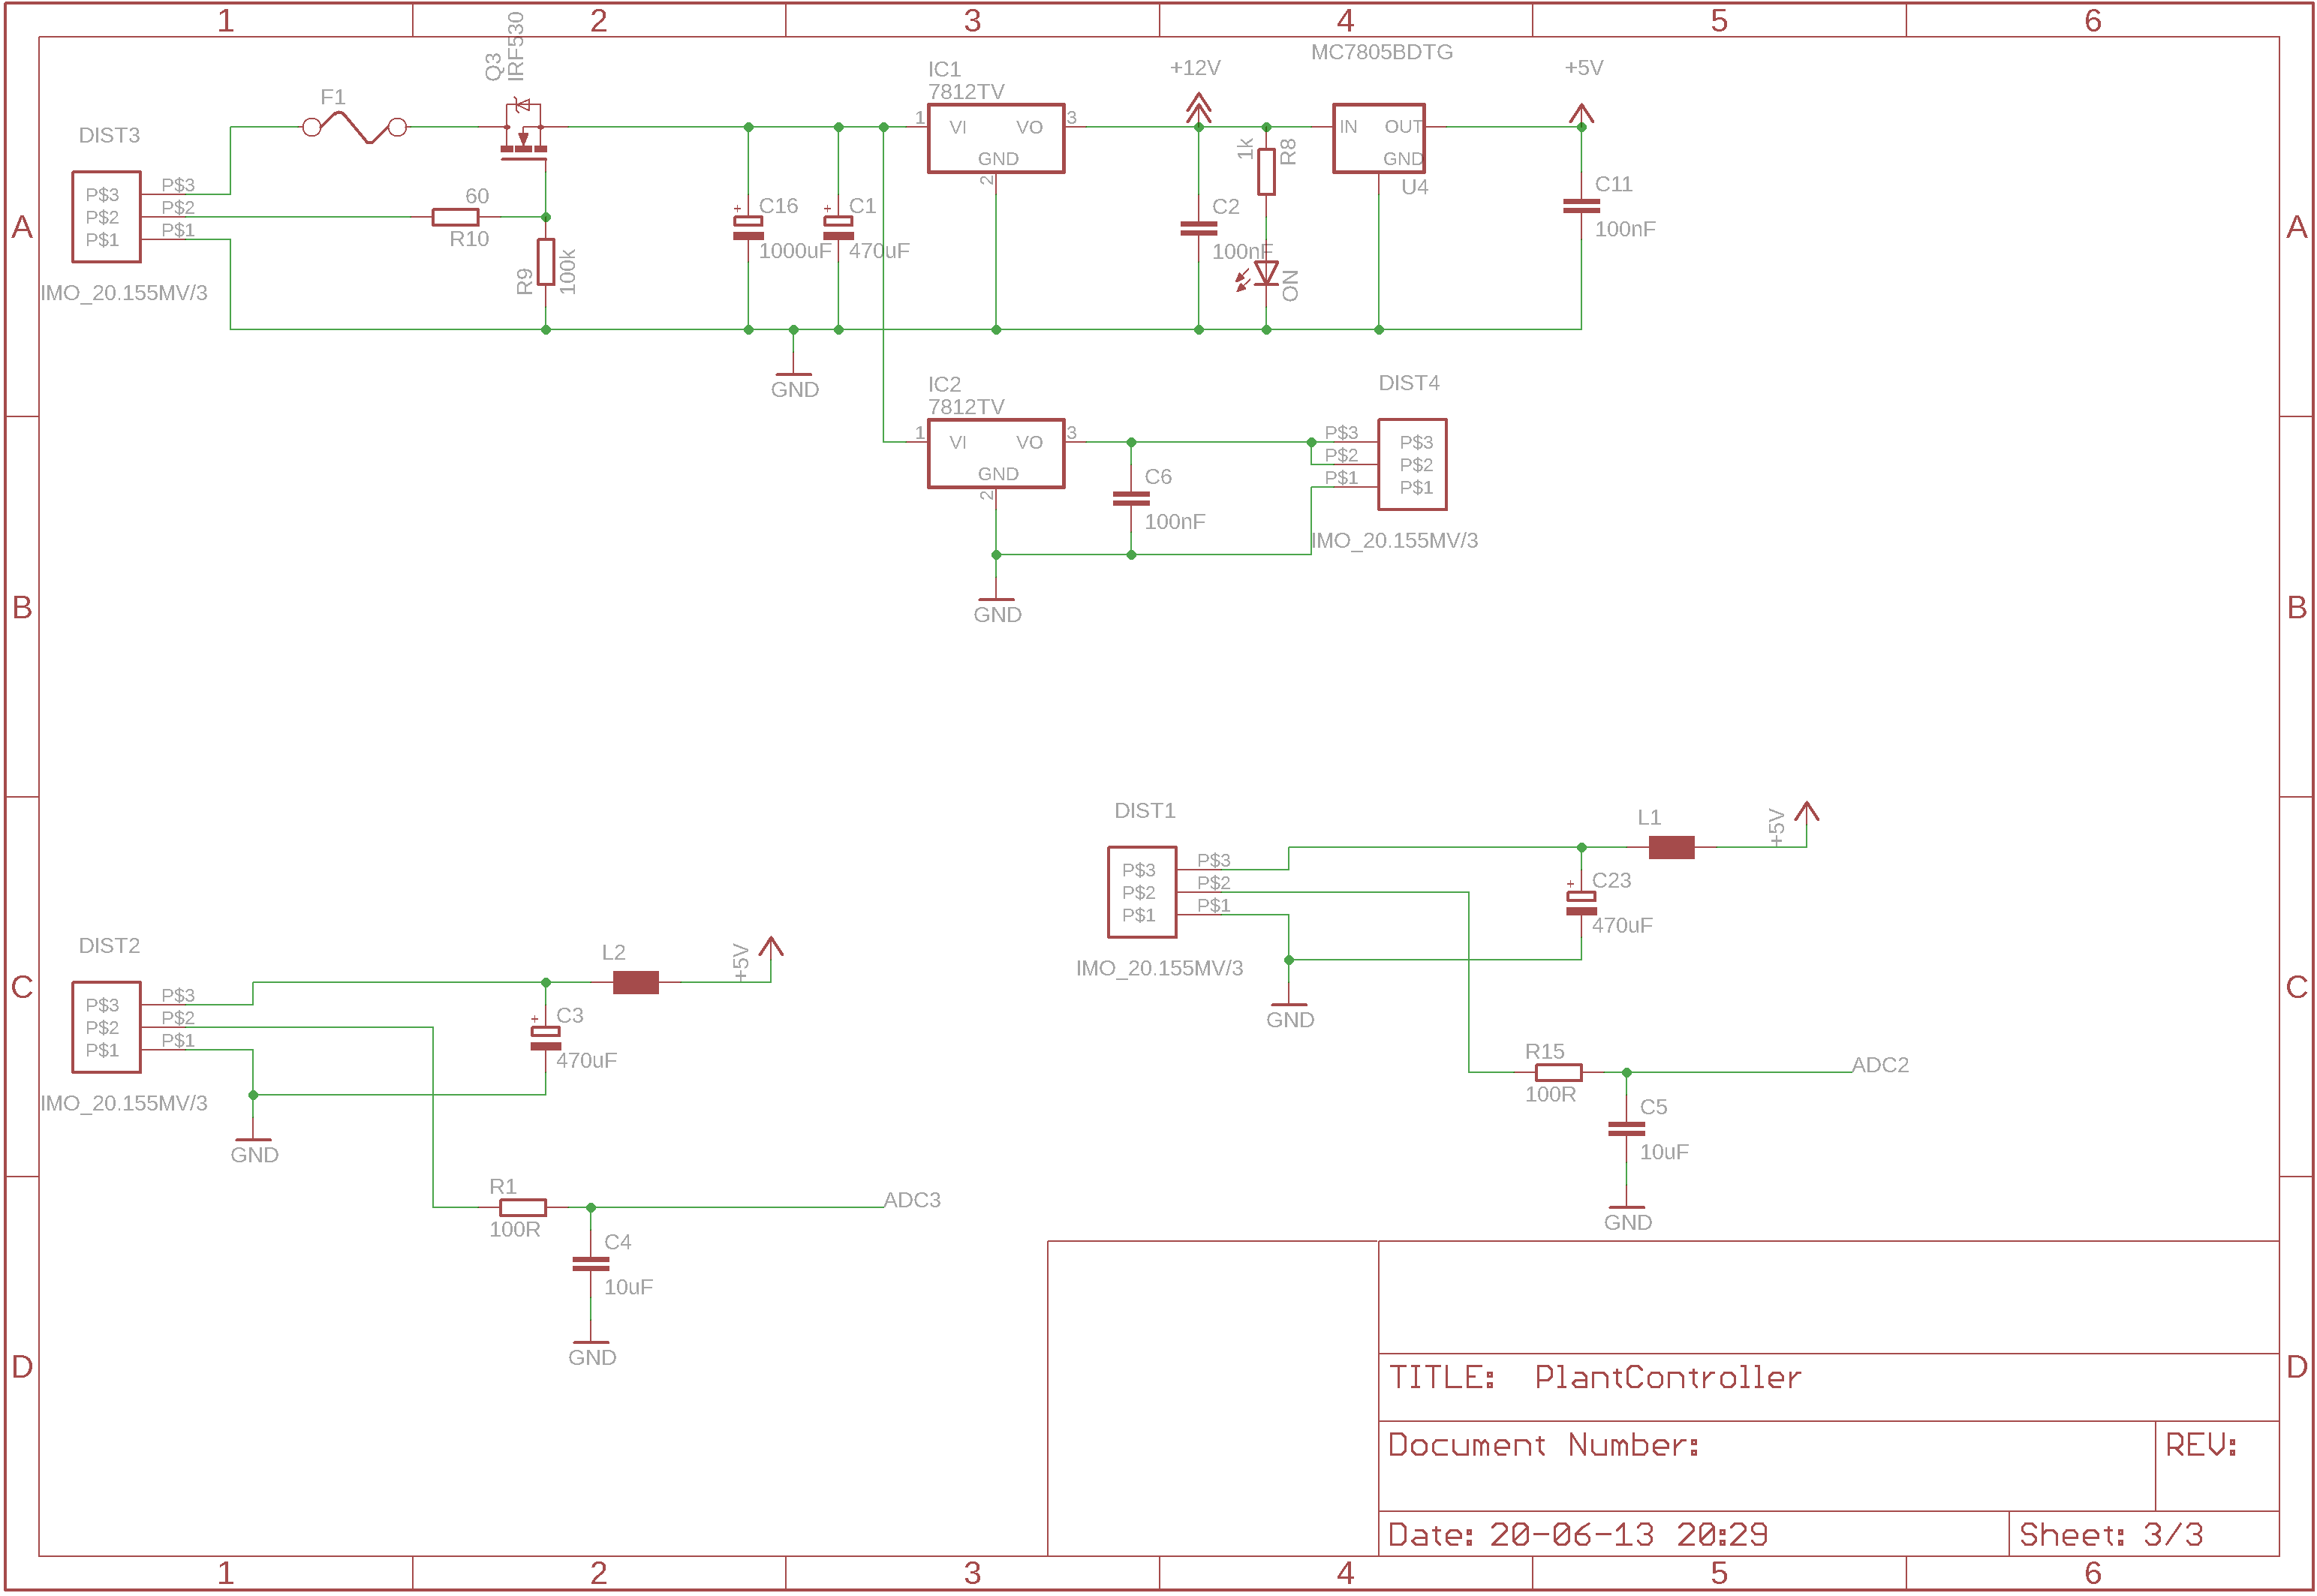 1 2 3 4 5 6
A A
B B
C C
D D
DIST3
P$3 P$3
P$2 P$2
P$1 P$1
IMO_20.155MV/3
F1
Q3
IRF530
60
R10
R9
100k
C16
1000uF
C1
470uF
GND
IC1
7812TV
1 VI VO 3
GND
2
+12V
C2
100nF
1k
R8
ON
MC7805BDTG
IN OUT
GND
U4
+5V
C11
100nF
IC2
7812TV
1 VI VO 3
GND
2
GND
C6
100nF
DIST4
P$3 P$3
P$2 P$2
P$1 P$1
IMO_20.155MV/3
DIST1
P$3 P$3
P$2 P$2
P$1 P$1
IMO_20.155MV/3
GND
L1
+5V
C23
470uF
R15
100R
ADC2
C5
10uF
GND
DIST2
P$3 P$3
P$2 P$2
P$1 P$1
IMO_20.155MV/3
GND
L2
+5V
C3
470uF
R1
100R
ADC3
C4
10uF
GND
TITLE: PlantController
Document Number:
REV:
Date: 20-06-13 20:29
Sheet: 3/3
1 2 3 4 5 6